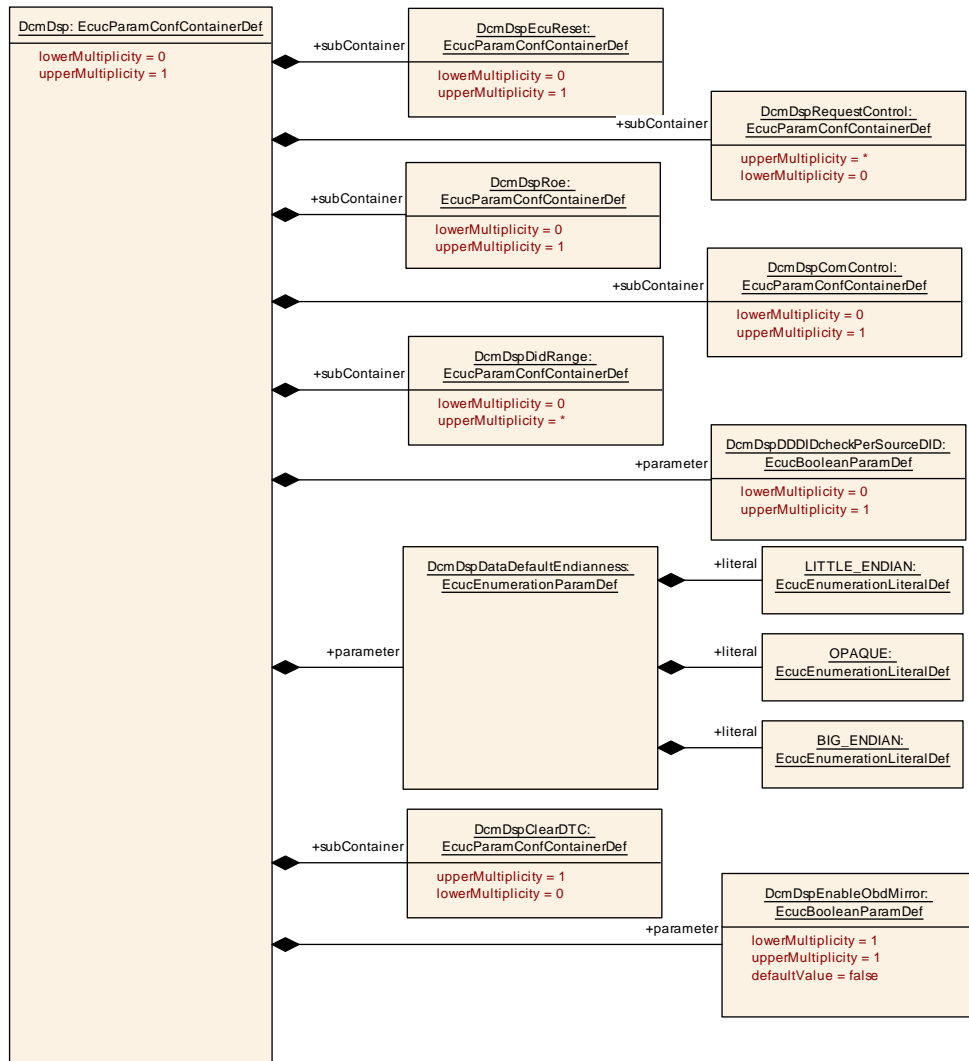 DcmDsp: EcucParamConfContainerDef
lowerMultiplicity = 0
upperMultiplicity = 1
+subContainer
DcmDspEcuReset:
EcucParamConfContainerDef
lowerMultiplicity = 0
upperMultiplicity = 1
+subContainer
DcmDspRequestControl:
EcucParamConfContainerDef
upperMultiplicity = *
lowerMultiplicity = 0
+subContainer
DcmDspRoe:
EcucParamConfContainerDef
lowerMultiplicity = 0
upperMultiplicity = 1
+subContainer
DcmDspComControl:
EcucParamConfContainerDef
lowerMultiplicity = 0
upperMultiplicity = 1
+subContainer
DcmDspDidRange:
EcucParamConfContainerDef
lowerMultiplicity = 0
upperMultiplicity = *
+parameter
DcmDspDDDIDcheckPerSourceDID:
EcucBooleanParamDef
lowerMultiplicity = 0
upperMultiplicity = 1
+parameter
DcmDspDataDefaultEndianness:
EcucEnumerationParamDef
+literal
LITTLE_ENDIAN:
EcucEnumerationLiteralDef
+literal
OPAQUE:
EcucEnumerationLiteralDef
+literal
BIG_ENDIAN:
EcucEnumerationLiteralDef
+subContainer
DcmDspClearDTC:
EcucParamConfContainerDef
upperMultiplicity = 1
lowerMultiplicity = 0
+parameter
DcmDspEnableObdMirror:
EcucBooleanParamDef
lowerMultiplicity = 1
upperMultiplicity = 1
defaultValue = false